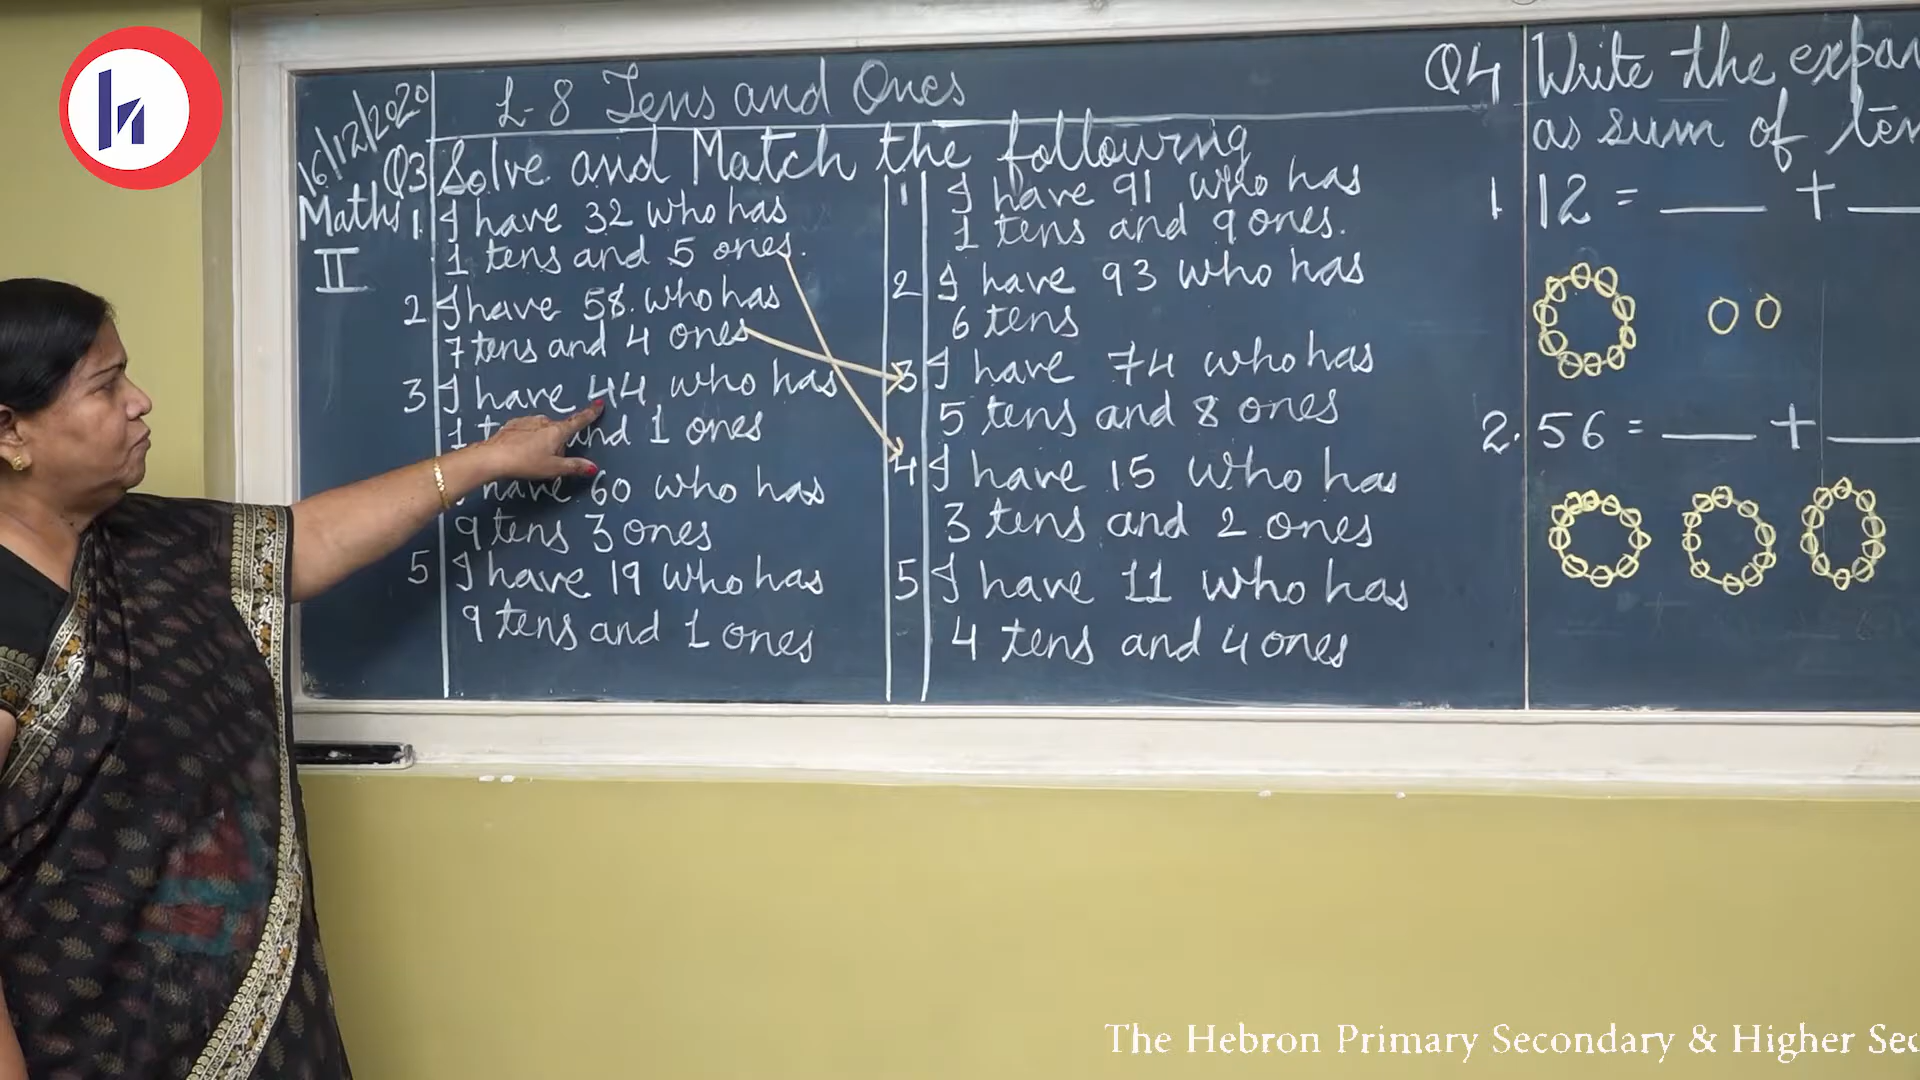 16/12/2020
Maths
II
L-8 Tens and Ones
Q3 Solve and Match the following
1. I have 32 who has
1 tens and 5 ones.
2 I have 58. who has
7 tens and 4 ones
3 I have 44 who has
1 and 1 ones
have 60 who has
9 tens 3 ones
5 I have 19 who has
9 tens and 1 ones
1 I have 91 who has
1 tens and 9 ones.
2 I have 93 who has
6 tens
3 I have 74 who has
5 tens and 8 ones
4 I have 15 who has
3 tens and 2 ones
5 I have 11 who has
4 tens and 4 ones
Q4 Write the expan
as sum of ten
1 12 = __ + __
2. 56 = __ + __
The Hebron Primary Secondary & Higher Sec